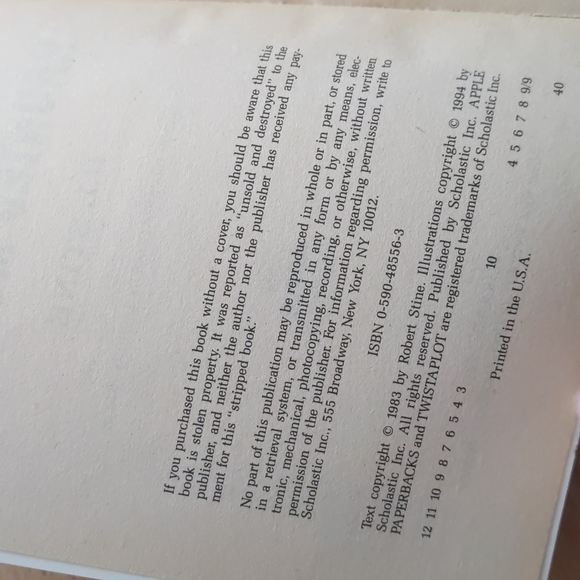 If you purchased this book without a cover, you should be aware that this
book is stolen property. It was reported as "unsold and destroyed" to the
publisher, and neither the author nor the publisher has received any pay-
ment for this "stripped book."
No part of this publication may be reproduced in whole or in part, or stored
in a retrieval system, or transmitted in any form or by any means, elec-
tronic, mechanical, photocopying, recording, or otherwise, without written
permission of the publisher. For information regarding permission, write to
Scholastic Inc., 555 Broadway, New York, NY 10012.
ISBN 0-590-48556-3
Text copyright © 1983 by Robert Stine. Illustrations copyright © 1994 by
Scholastic Inc. All rights reserved. Published by Scholastic Inc. APPLE
PAPERBACKS and TWISTAPLOT are registered trademarks of Scholastic Inc.
12 11 10 9 8 7 6 5 4 3 10 4 5 6 7 8 9/9
Printed in the U.S.A. 40